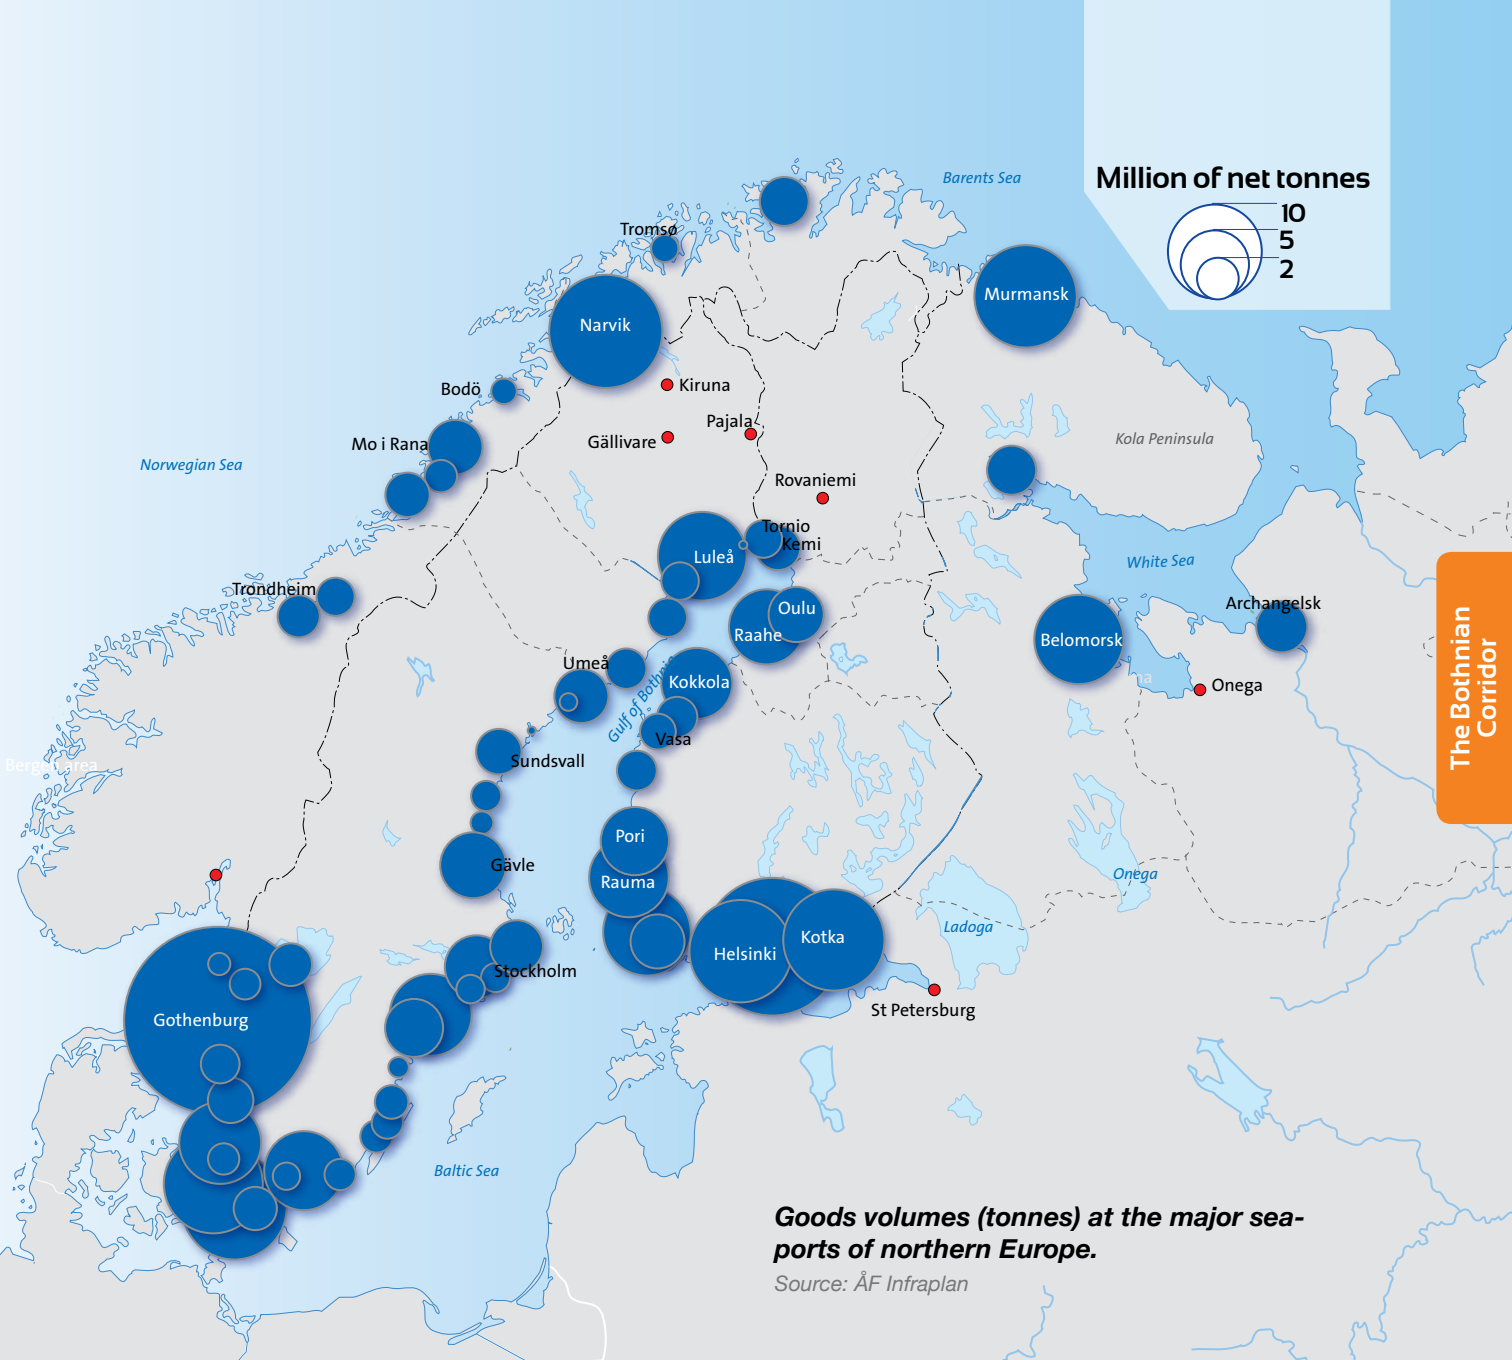 Barents Sea
Million of net tonnes
10
5
2
Tromsø
Murmansk
Narvik
Bodö
Kiruna
Pajala
Mo i Rana
Gällivare
Kola Peninsula
Norwegian Sea
Rovaniemi
Tornio
Kemi
Luleå
White Sea
Trondheim
Archangelsk
Oulu
Raahe
Belomorsk
Umeå
Kokkola
ma
Onega
Gulf of Bothnia
Vasa
Sundsvall
Bergen area
The Bothnian
Corridor
Pori
Gävle
Rauma
Onega
Ladoga
Kotka
Helsinki
Stockholm
St Petersburg
Gothenburg
Baltic Sea
Goods volumes (tonnes) at the major sea-
ports of northern Europe.
Source: ÅF Infraplan